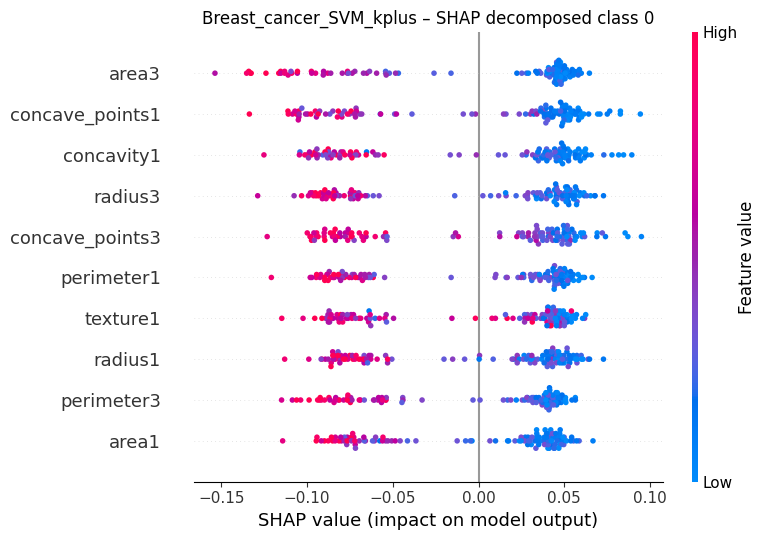 Breast_cancer_SVM_kplus – SHAP decomposed class 0
High
area3
concave_points1
concavity1
radius3
concave_points3
perimeter1
texture1
radius1
perimeter3
area1
Feature value
Low
−0.15 −0.10 −0.05 0.00 0.05 0.10
SHAP value (impact on model output)